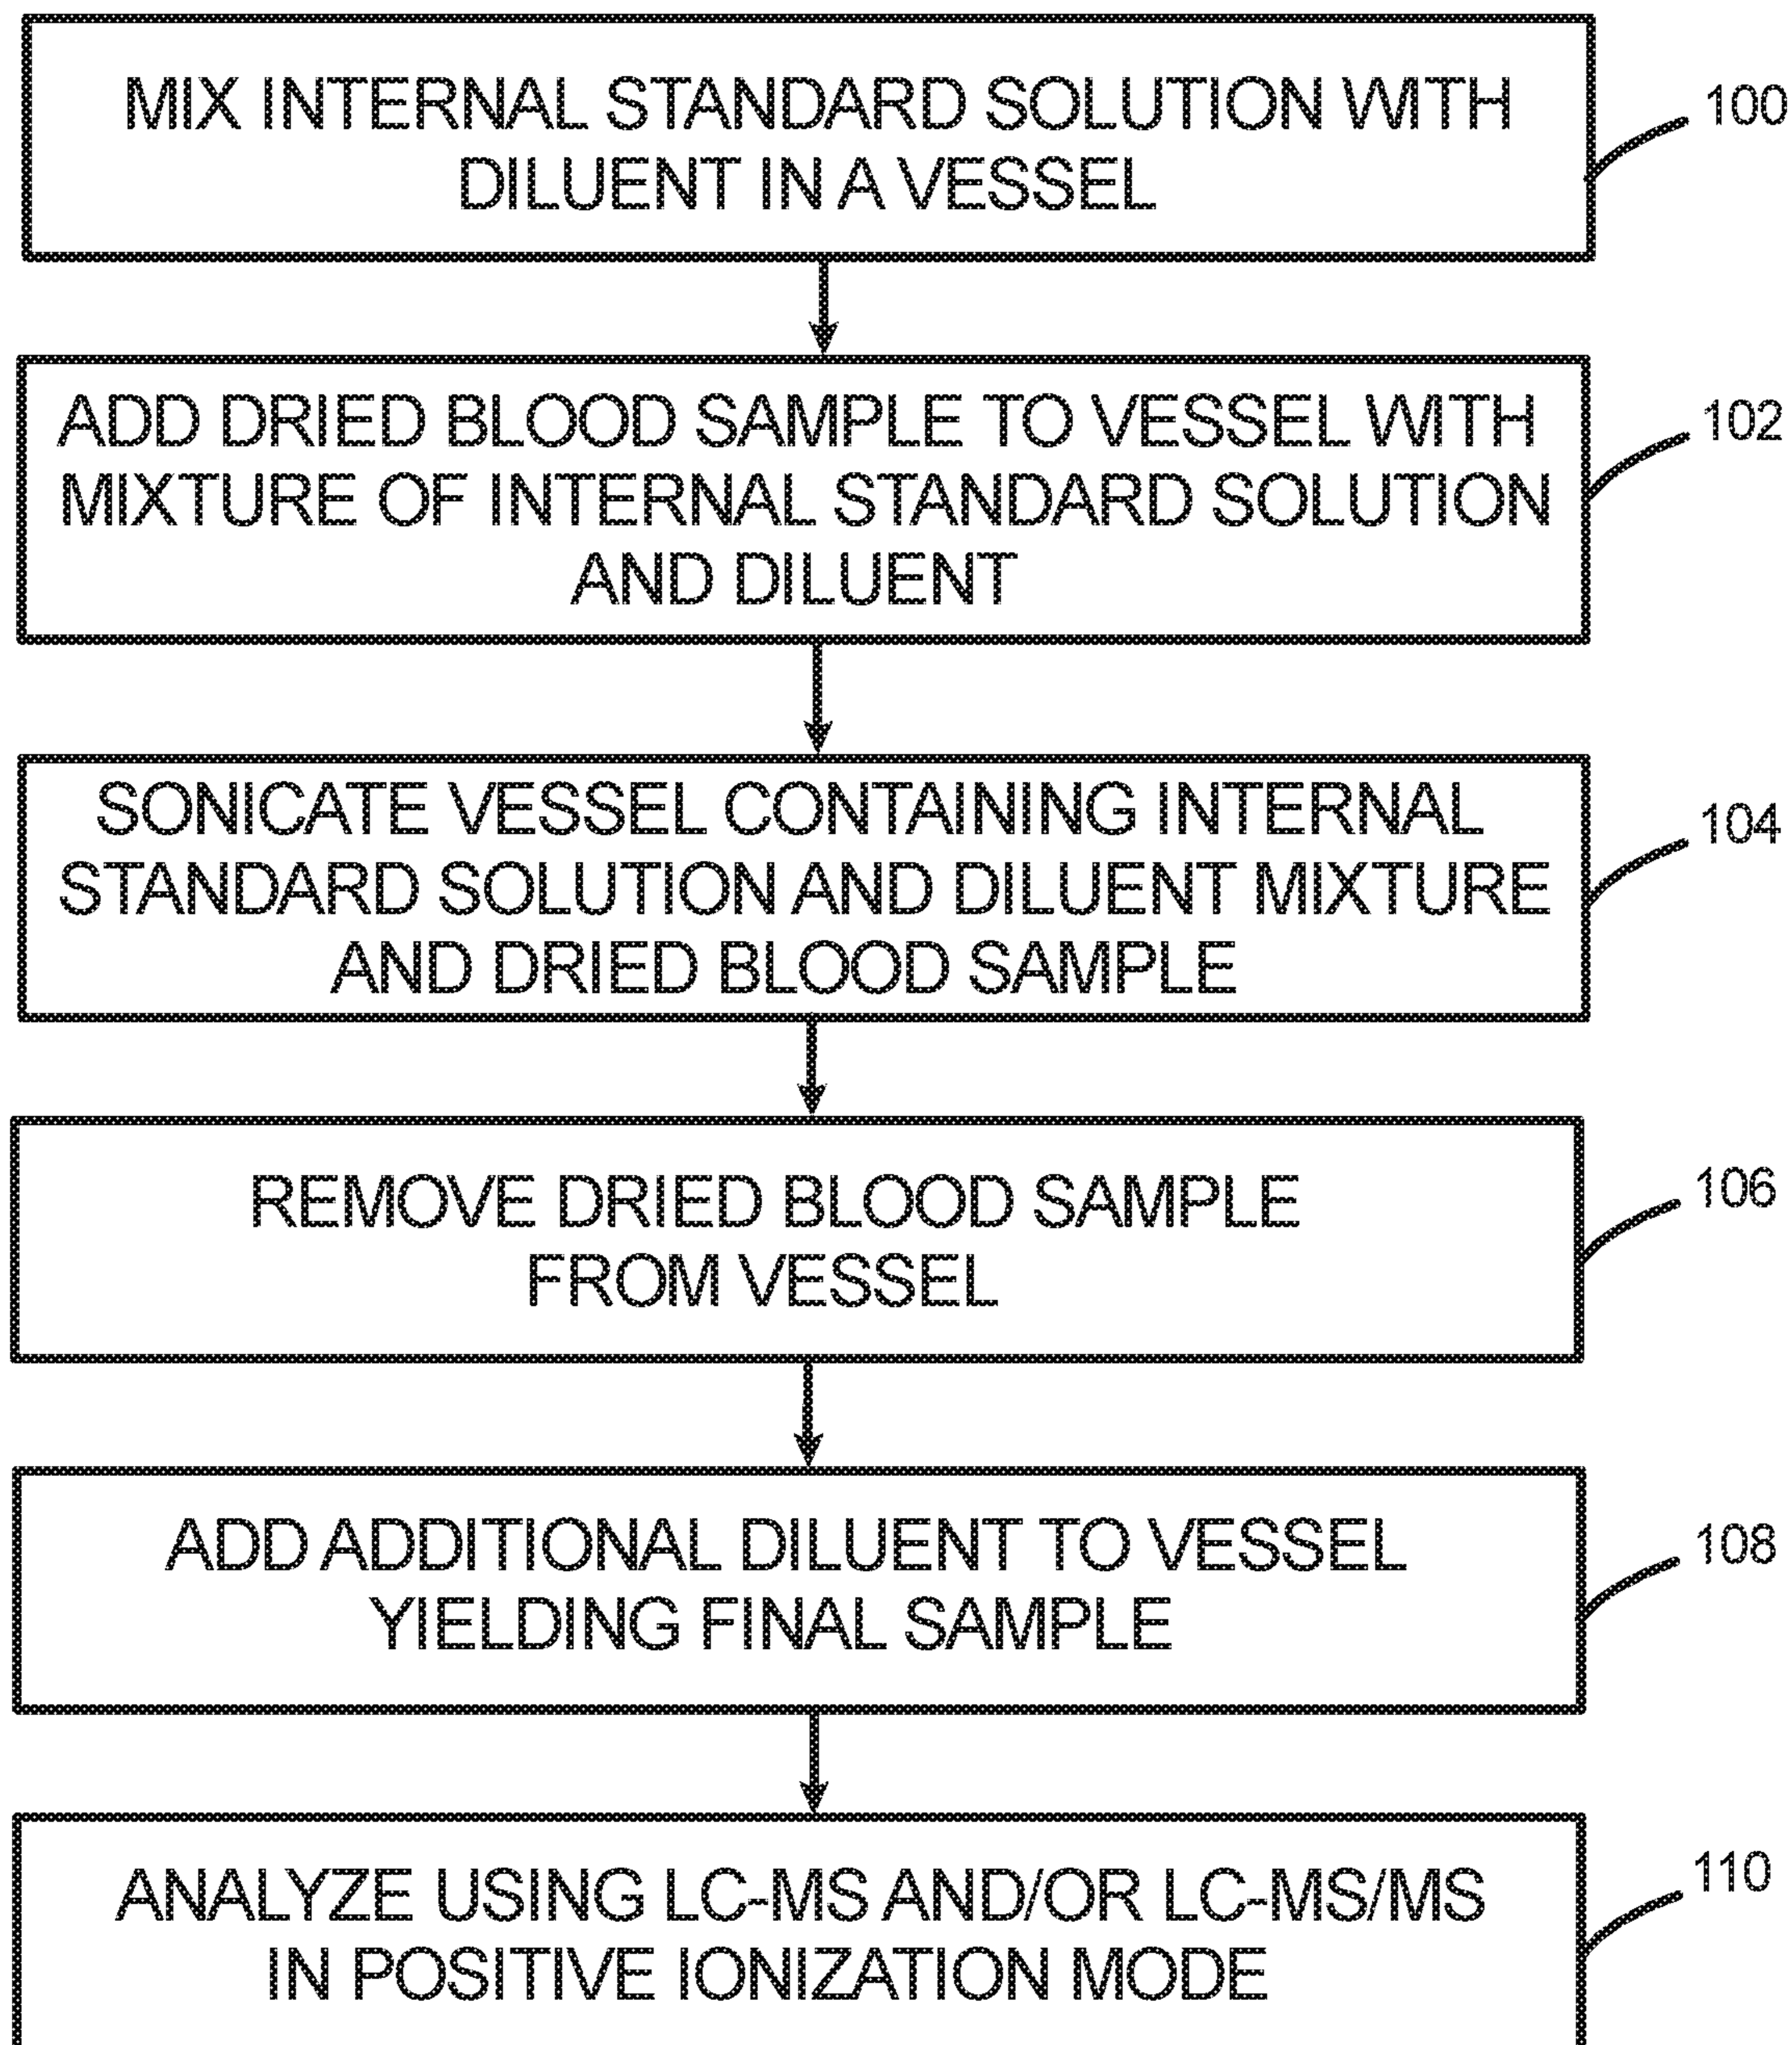 MIX INTERNAL STANDARD SOLUTION WITH
DILUENT IN A VESSEL
100
ADD DRIED BLOOD SAMPLE TO VESSEL WITH
MIXTURE OF INTERNAL STANDARD SOLUTION
AND DILUENT
102
SONICATE VESSEL CONTAINING INTERNAL
STANDARD SOLUTION AND DILUENT MIXTURE
AND DRIED BLOOD SAMPLE
104
REMOVE DRIED BLOOD SAMPLE
FROM VESSEL
106
ADD ADDITIONAL DILUENT TO VESSEL
YIELDING FINAL SAMPLE
108
ANALYZE USING LC-MS AND/OR LC-MS/MS
IN POSITIVE IONIZATION MODE
110